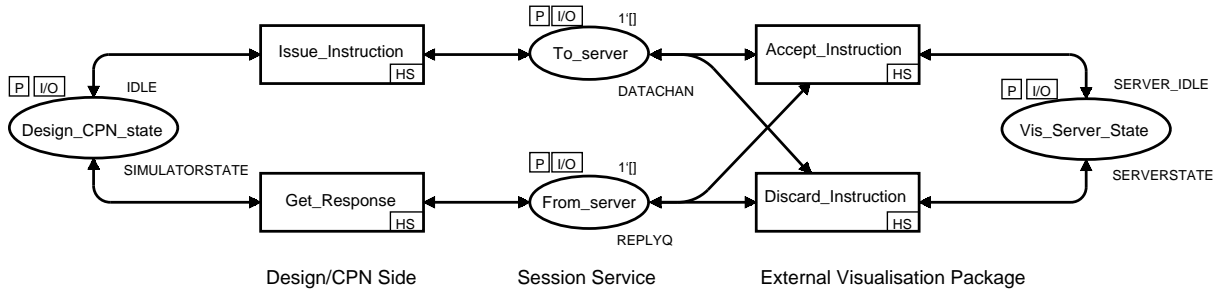 P I/O 1‘[]
Issue_Instruction
HS
To_server
DATACHAN
Accept_Instruction
HS
P I/O
IDLE
Design_CPN_state
SIMULATORSTATE
P I/O
SERVER_IDLE
Vis_Server_State
SERVERSTATE
P I/O 1‘[]
Get_Response
HS
From_server
REPLYQ
Discard_Instruction
HS
Design/CPN Side
Session Service
External Visualisation Package